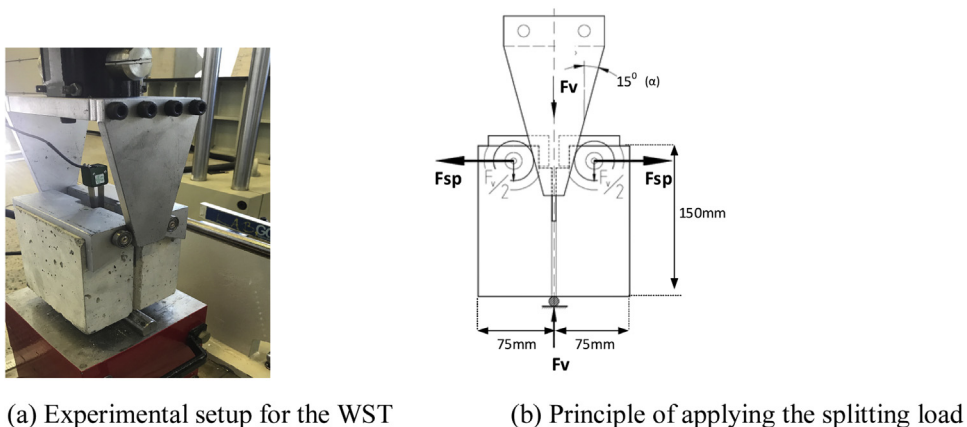 Fv
15⁰ (α)
Fsp
Fv/2
Fv/2
Fsp
150mm
75mm
75mm
Fv
(a) Experimental setup for the WST
(b) Principle of applying the splitting load